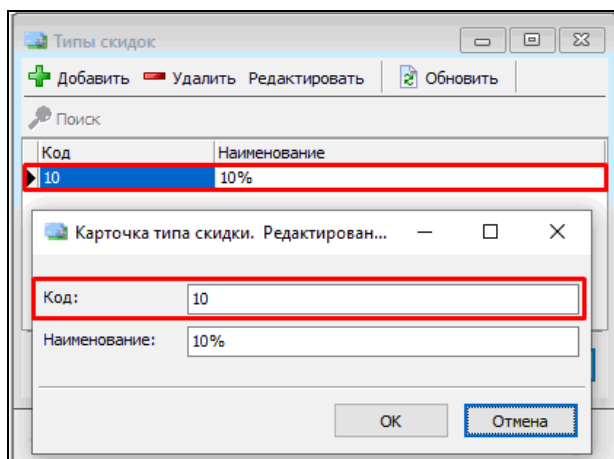 Типы скидок
Добавить Удалить Редактировать Обновить
Поиск
Код Наименование
10 10%
Карточка типа скидки. Редактирован...
Код: 10
Наименование: 10%
ОК Отмена